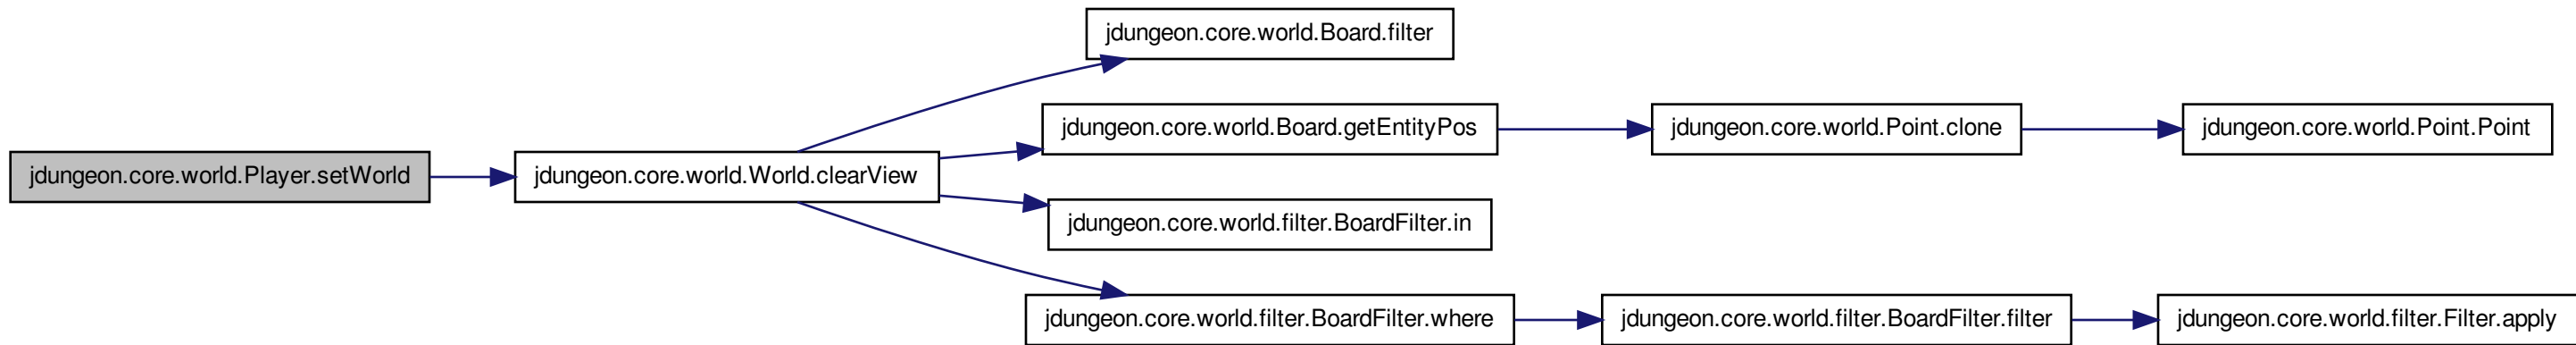 jdungeon.core.world.Board.filter
jdungeon.core.world.Board.getEntityPos
jdungeon.core.world.Point.clone
jdungeon.core.world.Point.Point
jdungeon.core.world.Player.setWorld
jdungeon.core.world.World.clearView
jdungeon.core.world.filter.BoardFilter.in
jdungeon.core.world.filter.BoardFilter.where
jdungeon.core.world.filter.BoardFilter.filter
jdungeon.core.world.filter.Filter.apply